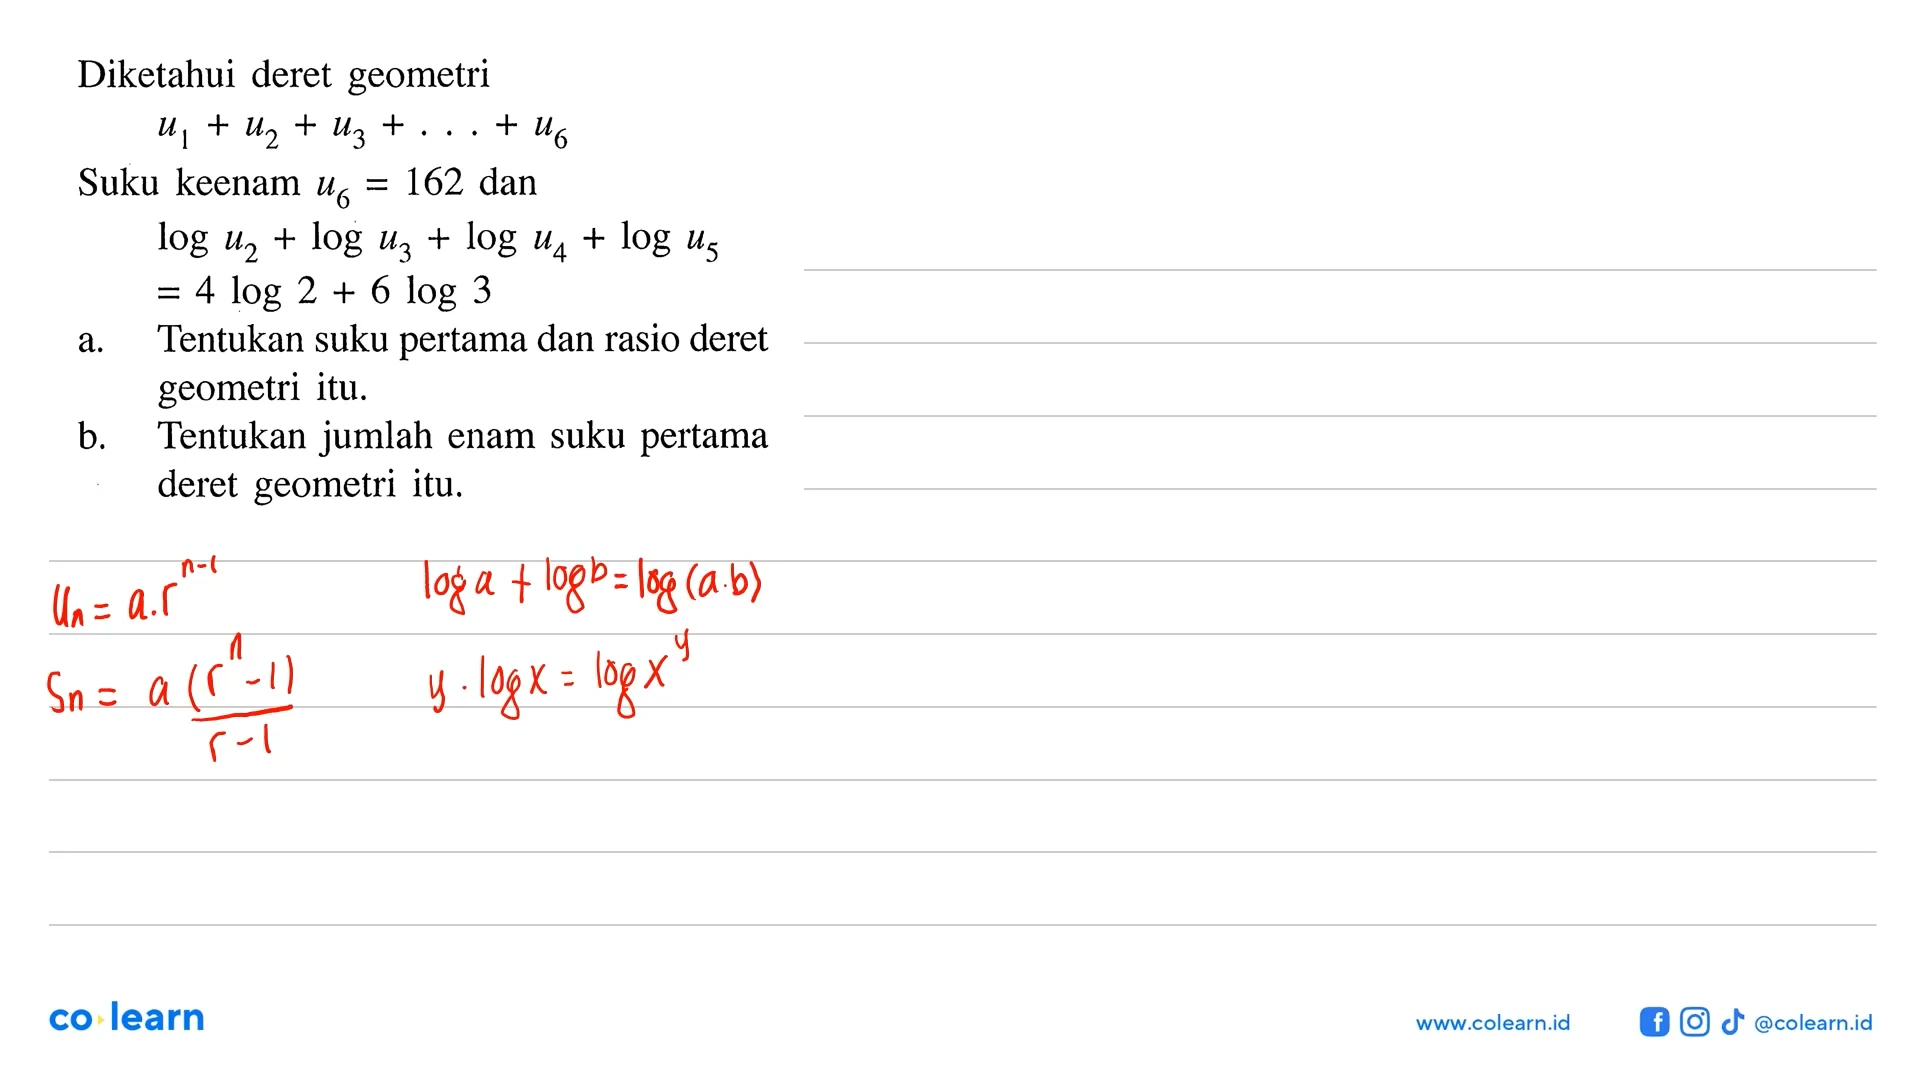 Diketahui deret geometri
u₁ + u₂ + u₃ + . . . + u₆
Suku keenam u₆ = 162 dan
log u₂ + log u₃ + log u₄ + log u₅
= 4 log 2 + 6 log 3
a. Tentukan suku pertama dan rasio deret
geometri itu.
b. Tentukan jumlah enam suku pertama
deret geometri itu.
Uₙ = a.r^(n-1)
Sn = a (r^n - 1) / (r - 1)
log a + log b = log (a.b)
y . log x = log x^y
co learn
www.colearn.id
@colearn.id